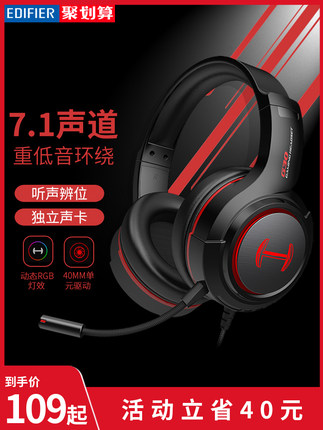 EDIFIER 聚划算
7.1声道
重低音环绕
听声辨位
独立声卡
动态RGB
灯效
40MM单
元驱动
到手价
109起
活动立省40元